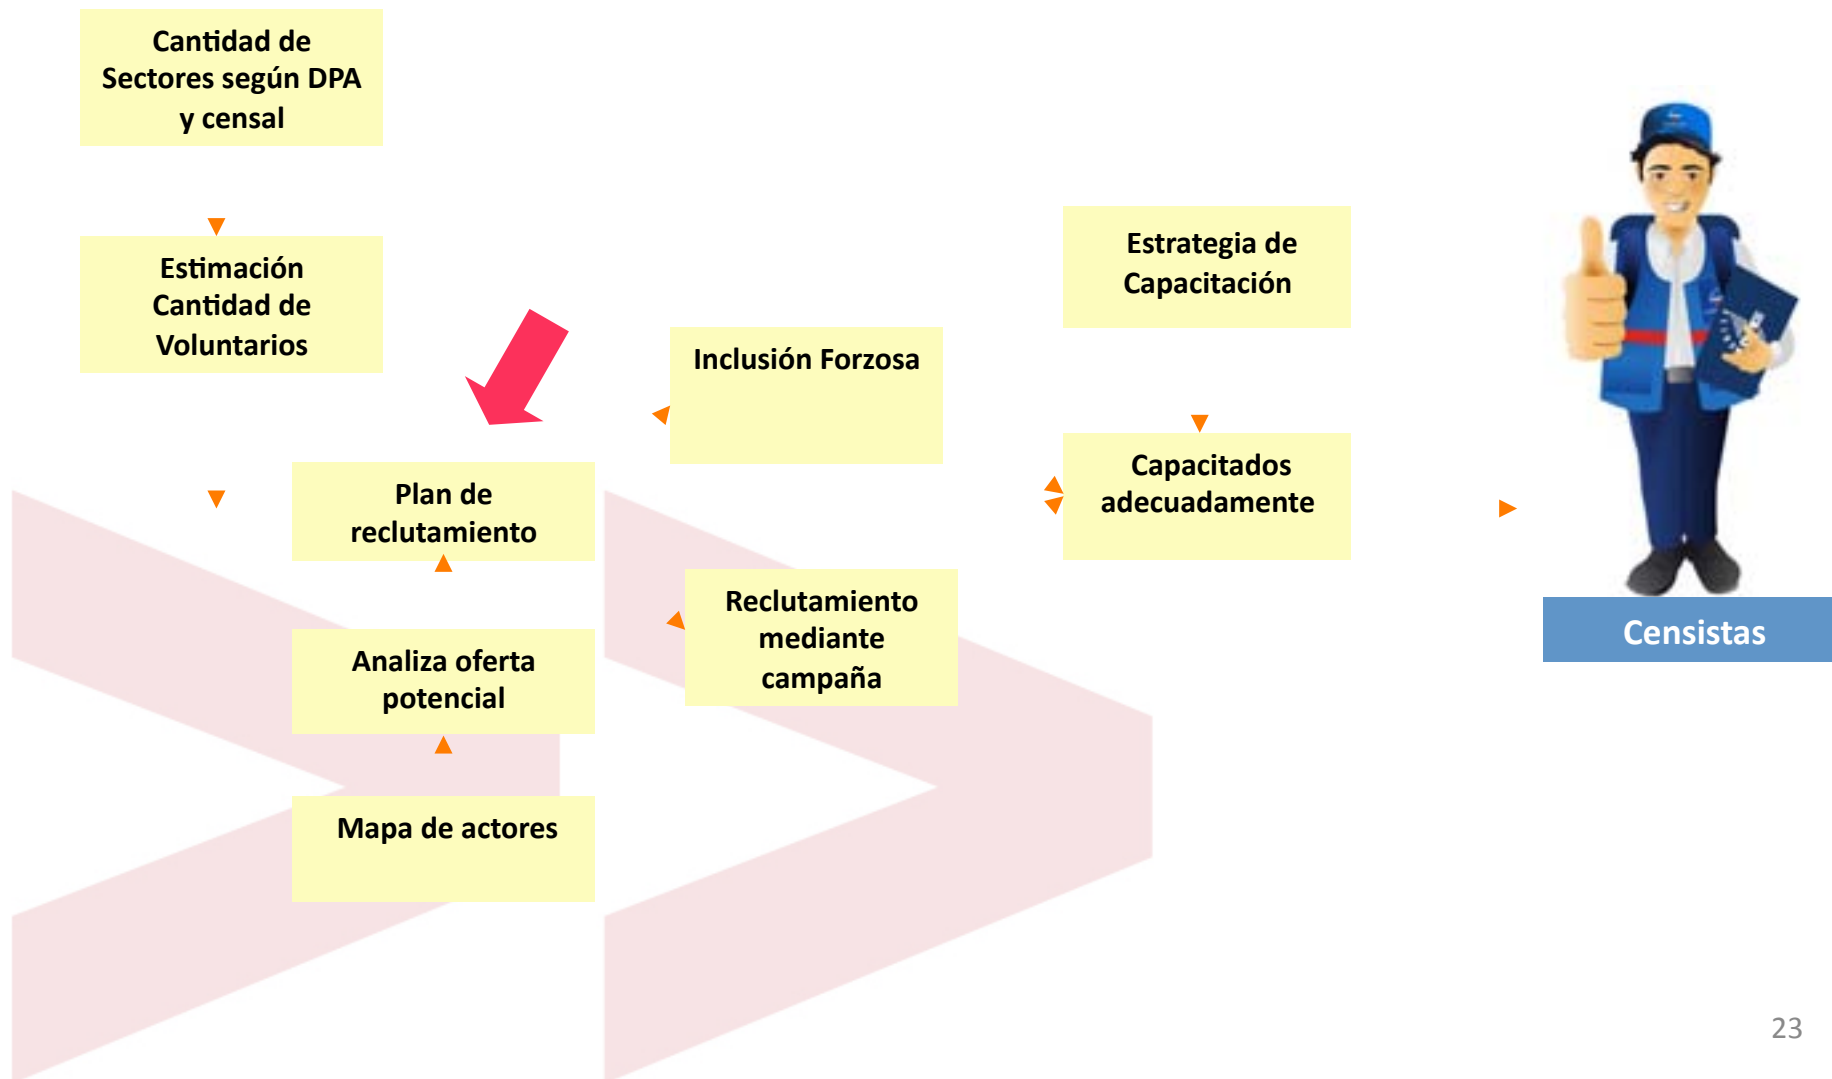 Cantidad de
Sectores según DPA
y censal
Estimación
Cantidad de
Voluntarios
Plan de
reclutamiento
Analiza oferta
potencial
Mapa de actores
Inclusión Forzosa
Reclutamiento
mediante
campaña
Estrategia de
Capacitación
Capacitados
adecuadamente
Censistas
23